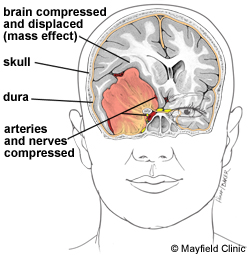 brain compressed
and displaced
(mass effect)
skull
dura
arteries
and nerves
compressed
© Mayfield Clinic